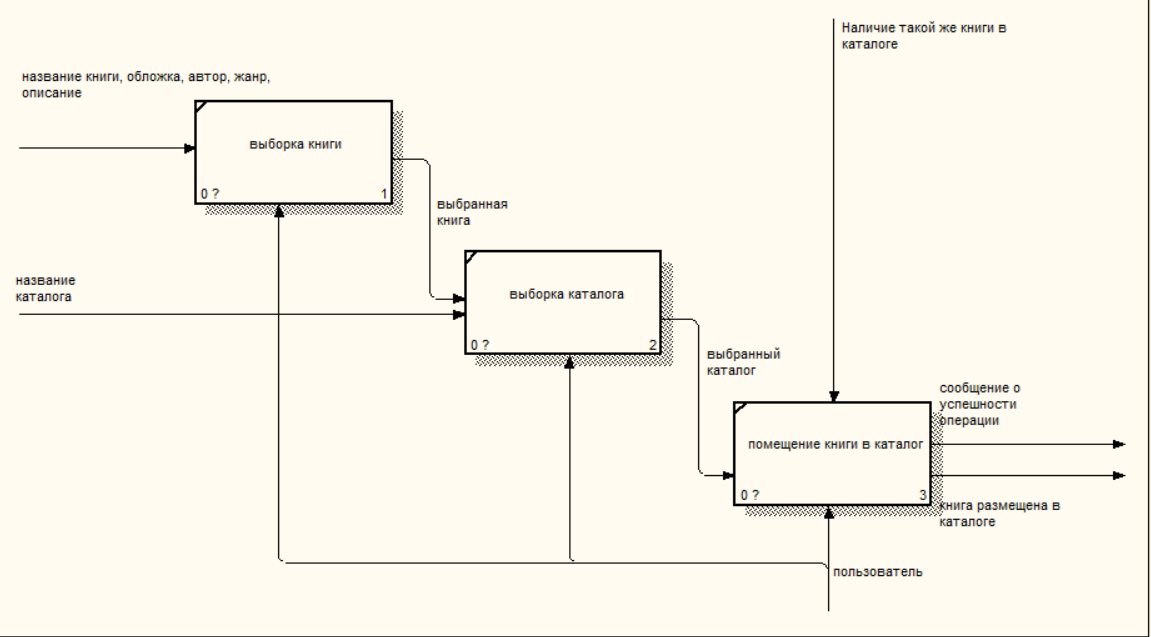 Наличие такой же книги в
каталоге
название книги, обложка, автор, жанр,
описание
выборка книги
0 ?
1
выбранная
книга
название
каталога
выборка каталога
0 ?
2
выбранный
каталог
сообщение о
успешности
операции
помещение книги в каталог
0 ?
3
книга размещена в
каталоге
пользователь